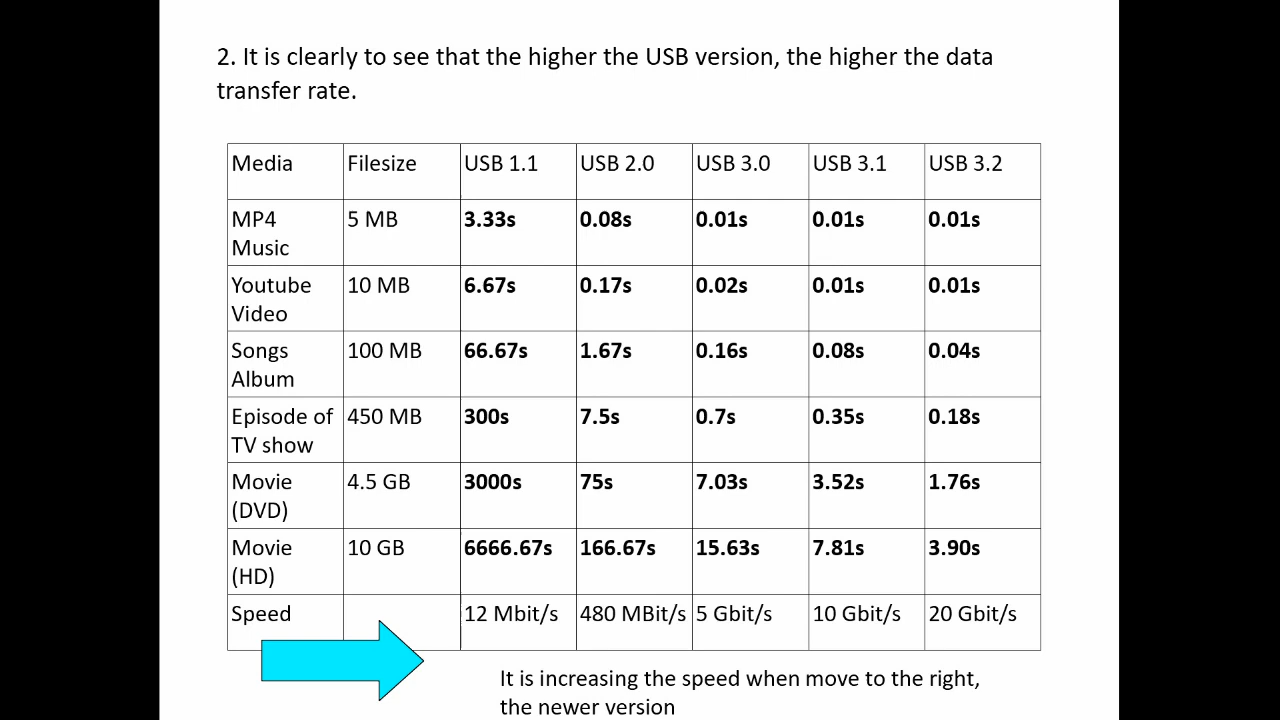 2. It is clearly to see that the higher the USB version, the higher the data
transfer rate.
Media Filesize USB 1.1 USB 2.0 USB 3.0 USB 3.1 USB 3.2
MP4
Music 5 MB 3.33s 0.08s 0.01s 0.01s 0.01s
Youtube
Video 10 MB 6.67s 0.17s 0.02s 0.01s 0.01s
Songs
Album 100 MB 66.67s 1.67s 0.16s 0.08s 0.04s
Episode of
TV show 450 MB 300s 7.5s 0.7s 0.35s 0.18s
Movie
(DVD) 4.5 GB 3000s 75s 7.03s 3.52s 1.76s
Movie
(HD) 10 GB 6666.67s 166.67s 15.63s 7.81s 3.90s
Speed 12 Mbit/s 480 MBit/s 5 Gbit/s 10 Gbit/s 20 Gbit/s
It is increasing the speed when move to the right,
the newer version